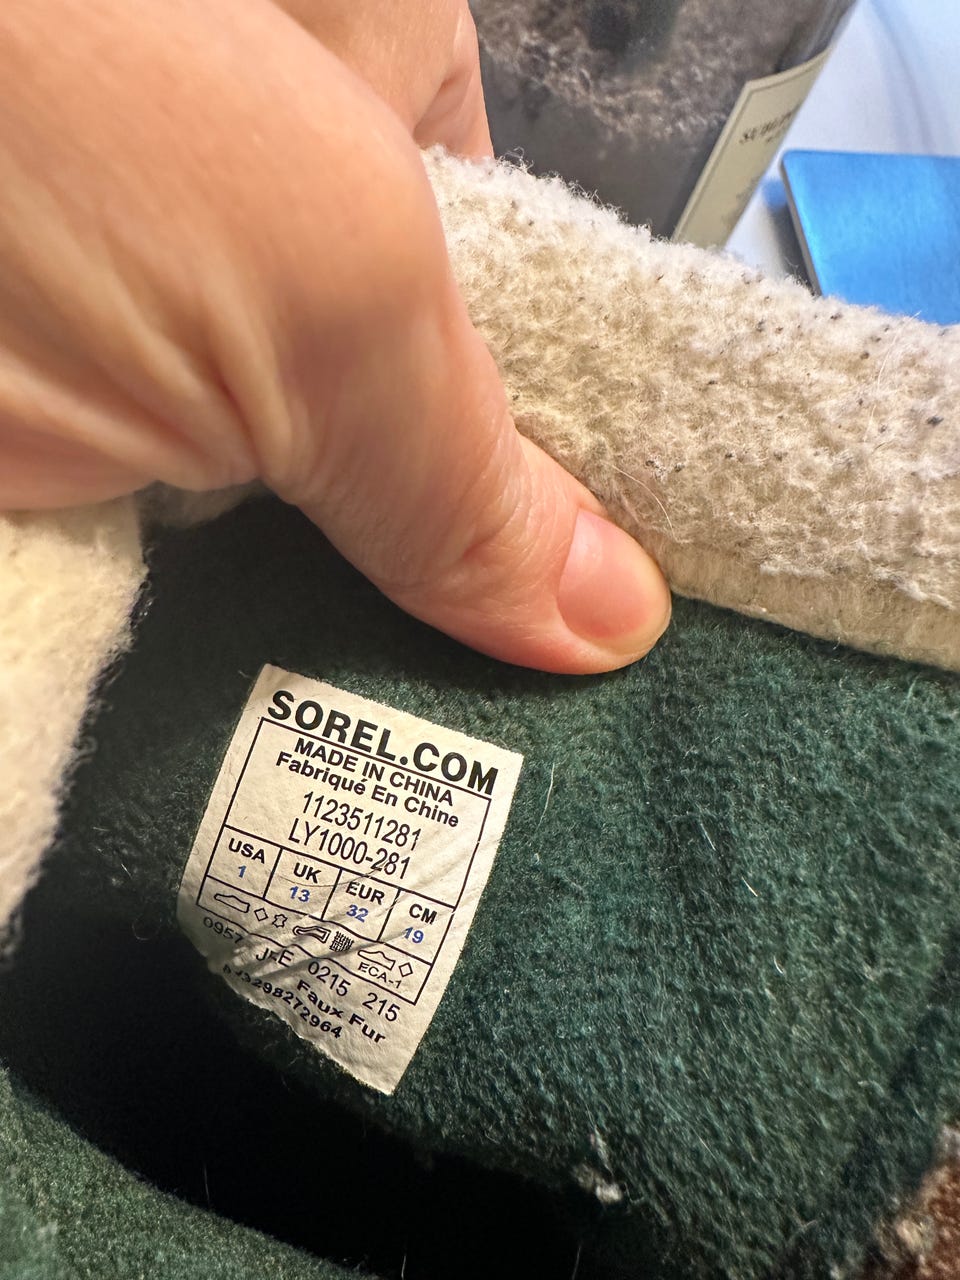 SOREL.COM
MADE IN CHINA
Fabriqué En Chine
1123511281
LY1000-281
USA UK EUR CM
1 13 32 19
ECA-1
0957 J-E 0215 215
Faux Fur